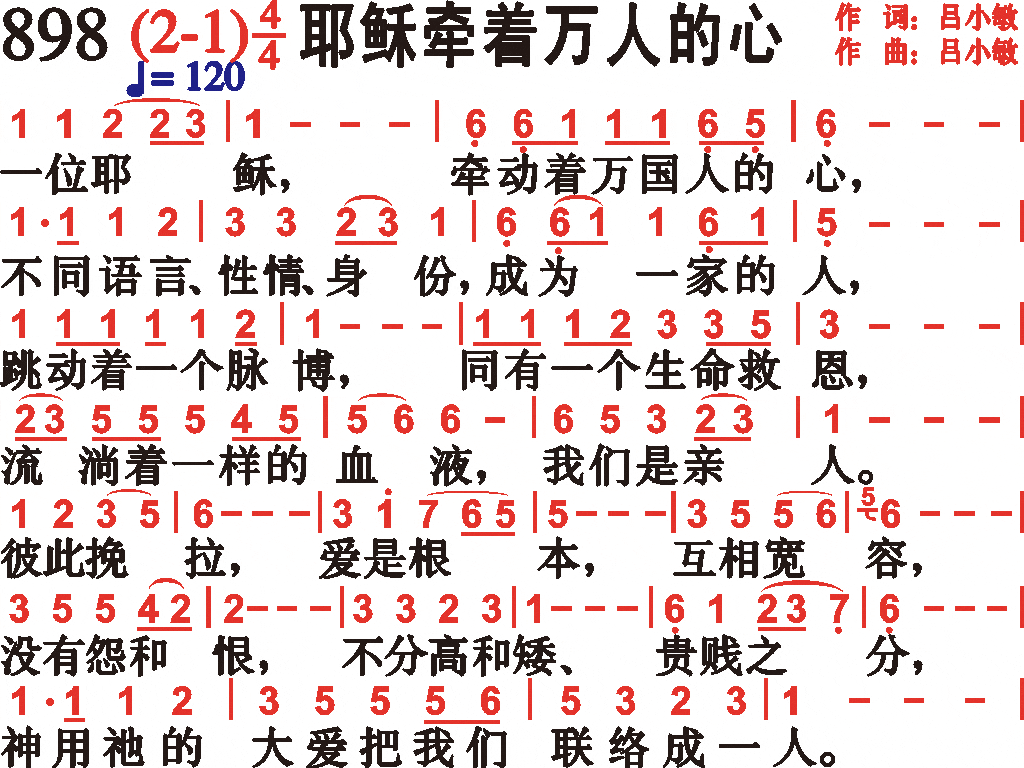 898 (2-1) 4/4 耶稣牵着万人的心 作 词: 吕小敏
♩= 120 作 曲: 吕小敏
1 1 2 2 3 | 1 - - - | 6 6 1 1 1 6 5 | 6 - - - |
一位耶 稣， 牵动着万国人的 心，
1·1 1 2 | 3 3 2 3 1 | 6 6 1 1 6 1 | 5 - - - |
不同语言、性情、身 份，成为 一家的 人，
1 1 1 1 1 2 | 1 - - - | 1 1 1 2 3 3 5 | 3 - - - |
跳动着一个脉 博， 同有一个生命救 恩，
2 3 5 5 5 4 5 | 5 6 6 - | 6 5 3 2 3 | 1 - - - |
流 淌着一样的 血 液， 我们是亲 人。
1 2 3 5 | 6 - - - | 3 1 7 6 5 | 5 - - - | 3 5 5 6 | 5 6 - - - |
彼此挽 拉， 爱是根 本， 互相宽 容，
3 5 5 4 2 | 2 - - - | 3 3 2 3 | 1 - - - | 6 1 2 3 7 | 6 - - - |
没有怨和 恨， 不分高和矮、 贵贱之 分，
1·1 1 2 | 3 5 5 5 6 | 5 3 2 3 | 1 - - - |
神用祂的 大爱把我们 联络成一人。